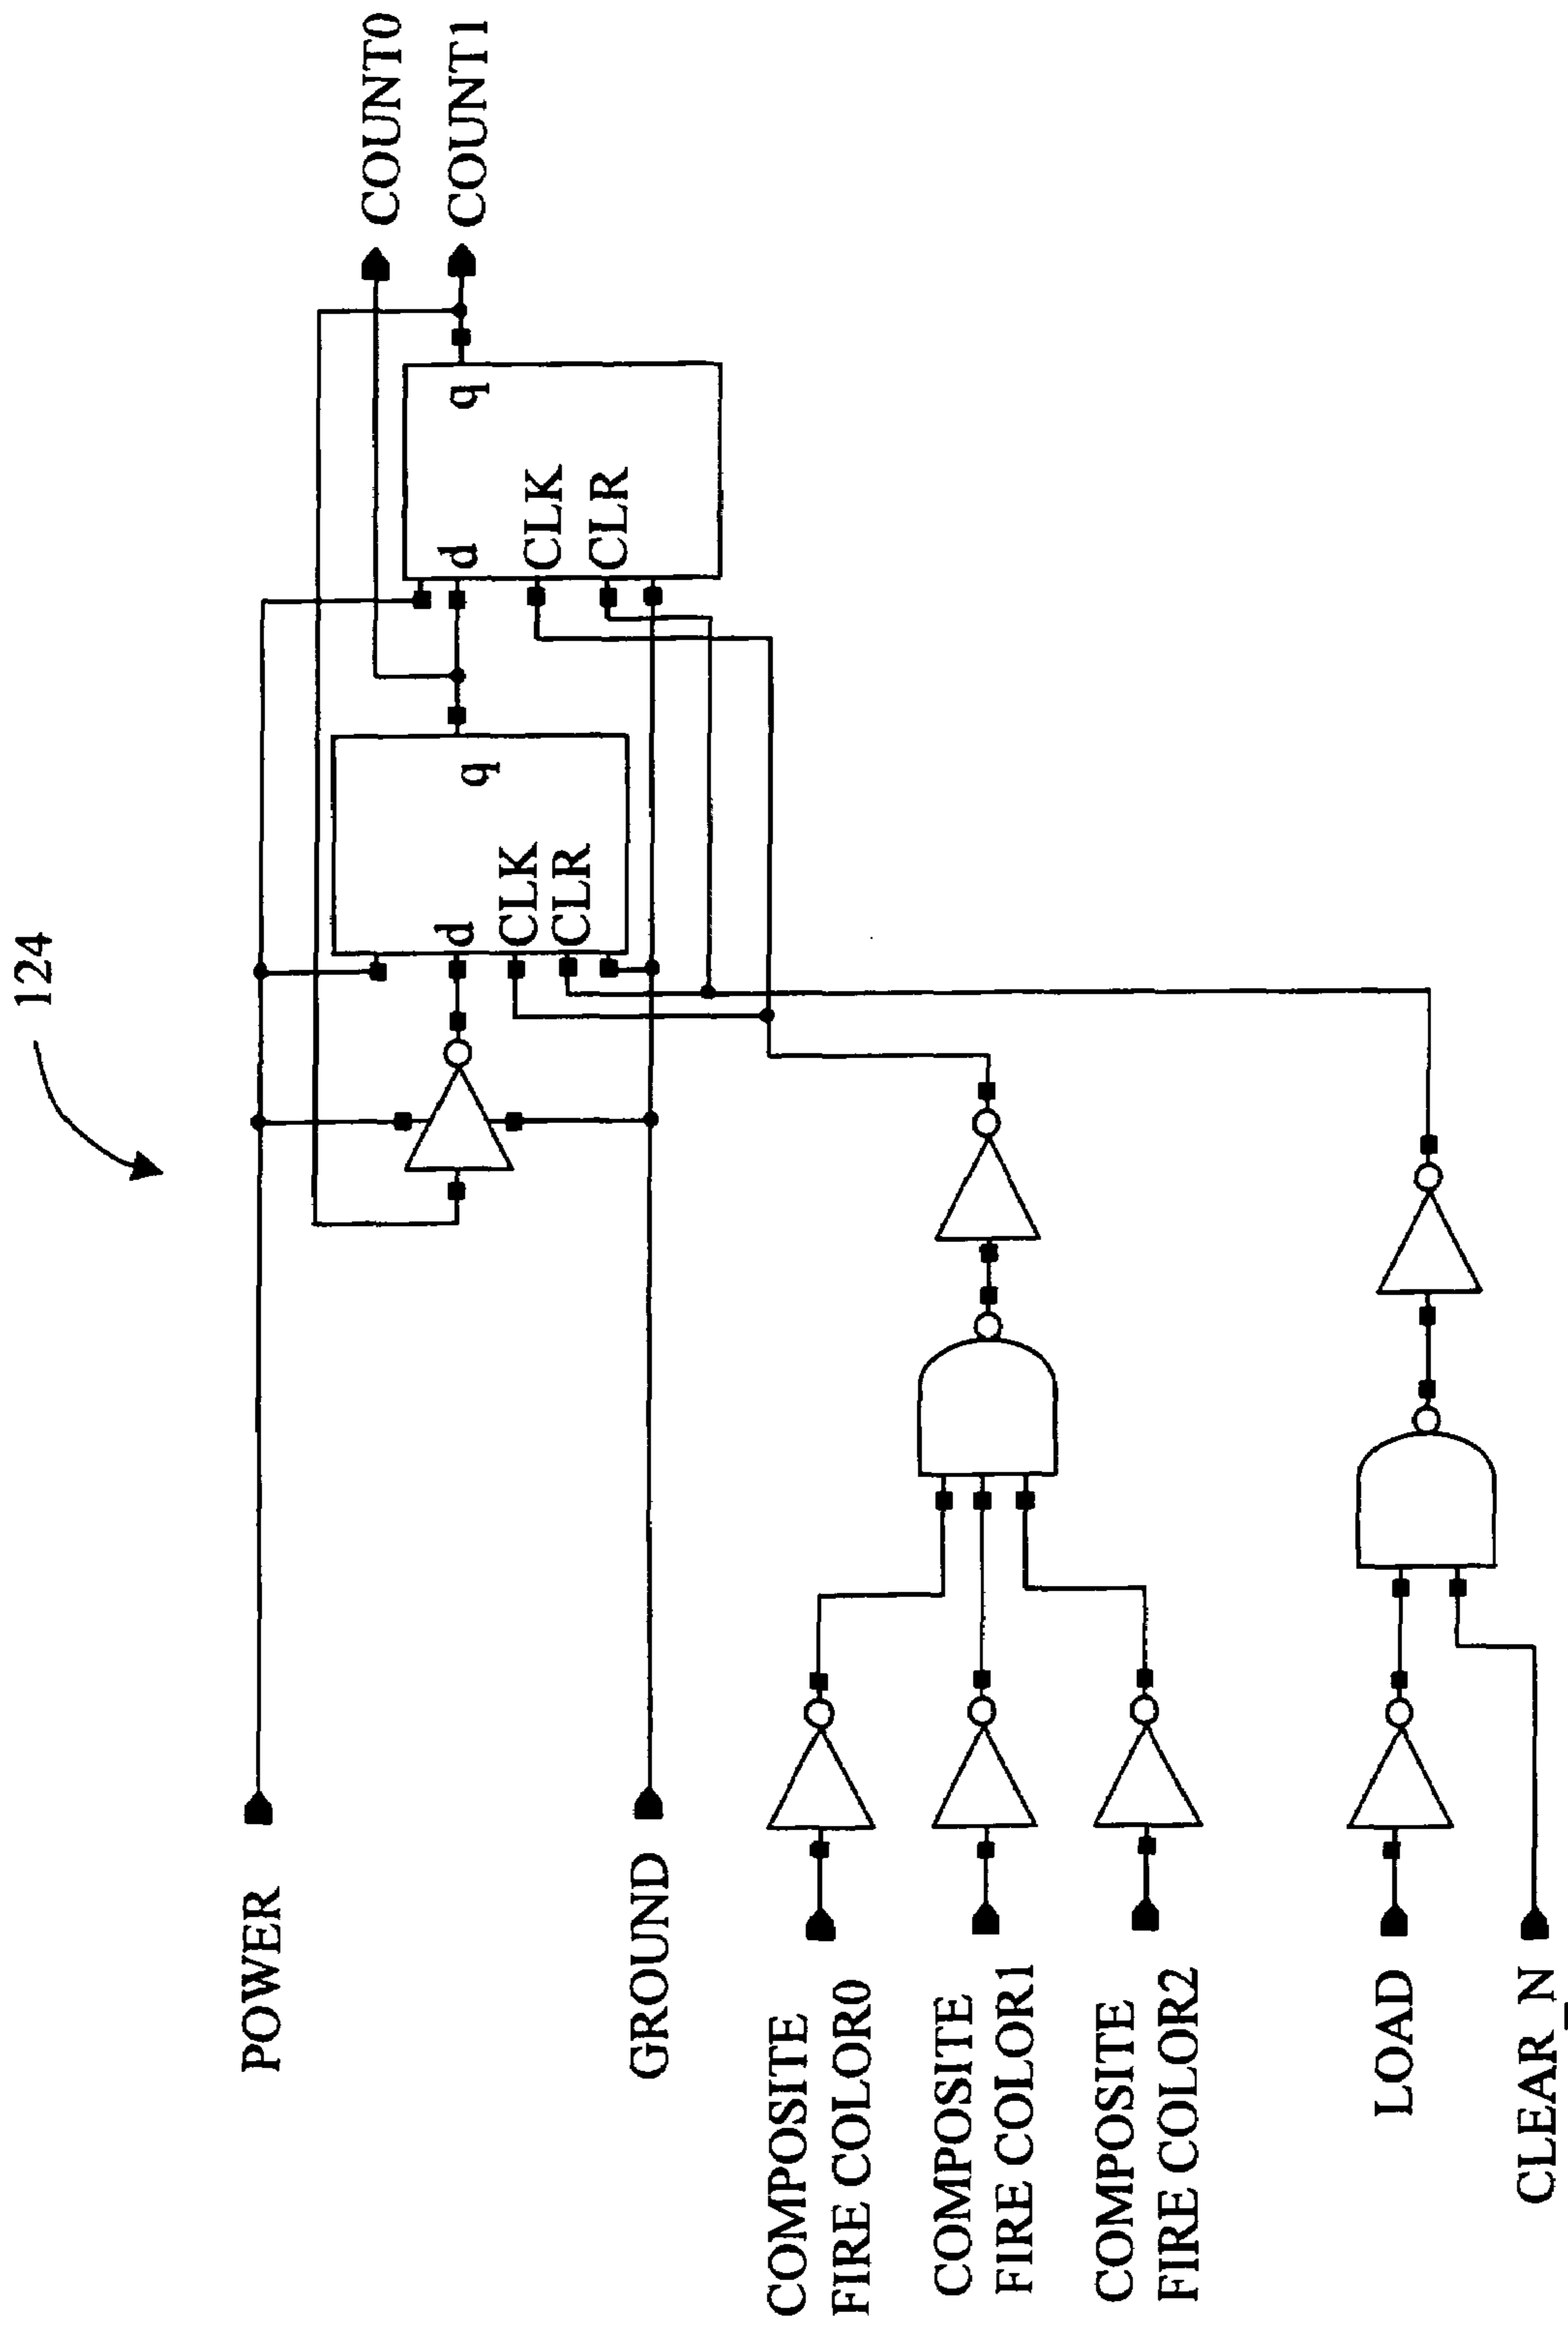 124
COUNT0
COUNT1
d
q
CLK
CLR
d
q
CLK
CLR
POWER
GROUND
COMPOSITE
FIRE COLOR0
COMPOSITE
FIRE COLOR1
COMPOSITE
FIRE COLOR2
LOAD
CLEAR_N